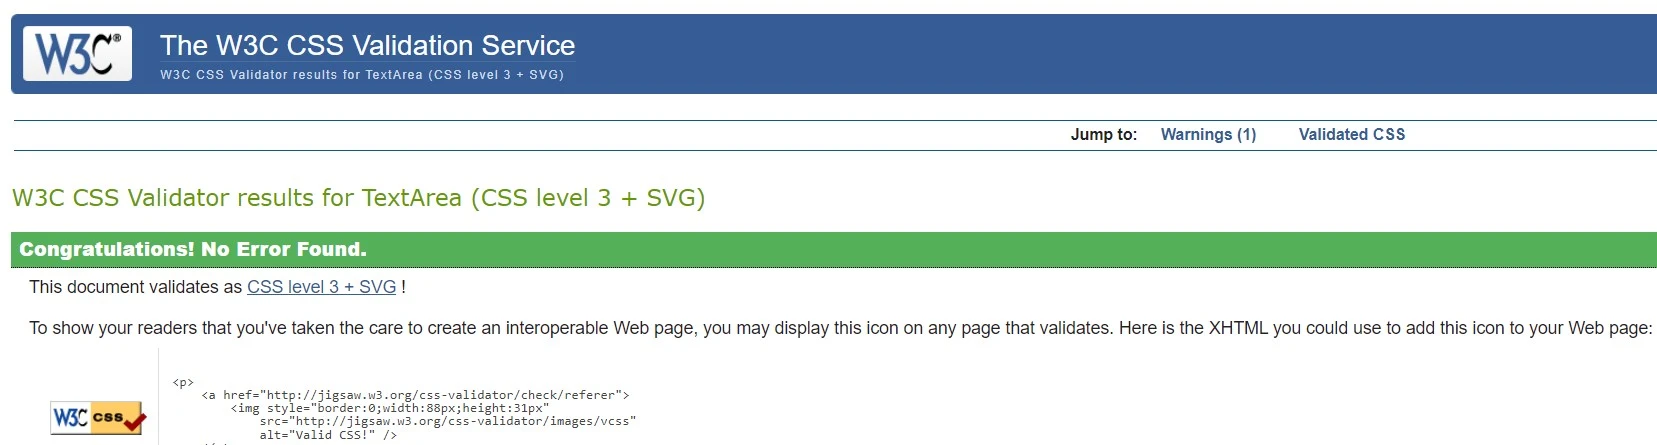 W3C®
The W3C CSS Validation Service
W3C CSS Validator results for TextArea (CSS level 3 + SVG)
Jump to: Warnings (1) Validated CSS
W3C CSS Validator results for TextArea (CSS level 3 + SVG)
Congratulations! No Error Found.
This document validates as CSS level 3 + SVG !
To show your readers that you've taken the care to create an interoperable Web page, you may display this icon on any page that validates. Here is the XHTML you could use to add this icon to your Web page:
W3C CSS
<p>
<a href="http://jigsaw.w3.org/css-validator/check/referer">
<img style="border:0;width:88px;height:31px"
src="http://jigsaw.w3.org/css-validator/images/vcss"
alt="Valid CSS!" />